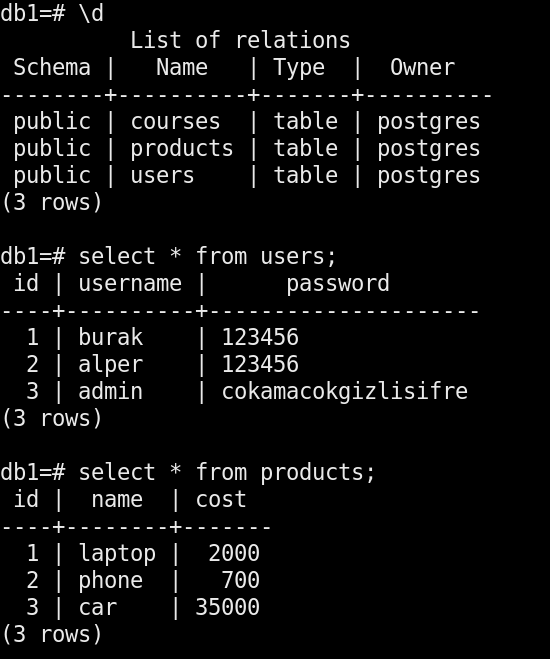 db1=# \d
          List of relations
 Schema |   Name   | Type  |  Owner
--------+----------+-------+----------
 public | courses  | table | postgres
 public | products | table | postgres
 public | users    | table | postgres
(3 rows)

db1=# select * from users;
 id | username |      password
----+----------+---------------------
  1 | burak    | 123456
  2 | alper    | 123456
  3 | admin    | cokamacokgizlisifre
(3 rows)

db1=# select * from products;
 id |  name  | cost
----+--------+-------
  1 | laptop |  2000
  2 | phone  |   700
  3 | car    | 35000
(3 rows)